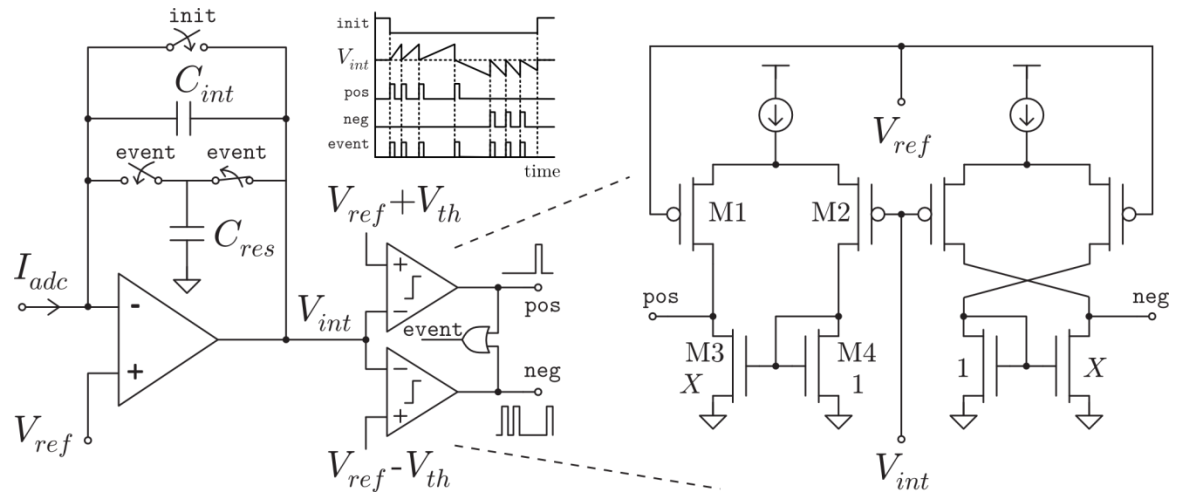 init
C_int
event
event
C_res
I_adc
-
+
V_ref
V_int
init
V_int
pos
neg
event
time
V_ref+V_th
+
−
pos
event
neg
−
+
V_ref-V_th
V_ref
M1
M2
pos
neg
M3
X
M4
1
1
X
V_int